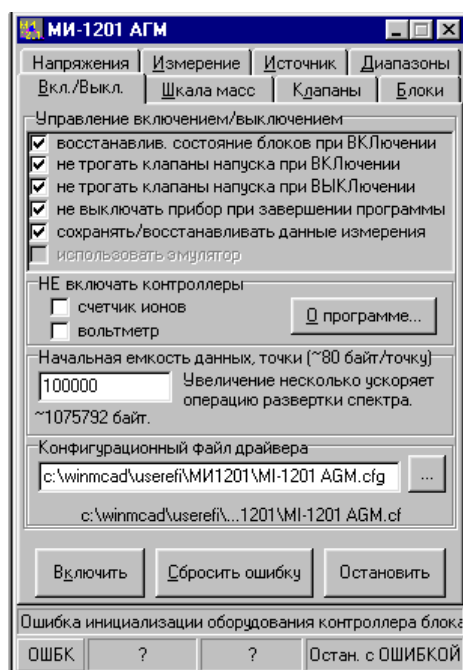 МИ-1201 АГМ
Напряжения Измерение Источник Диапазоны
Вкл./Выкл. Шкала масс Клапаны Блоки
Управление включением/выключением
восстанавлив. состояние блоков при ВКЛючении
не трогать клапаны напуска при ВКЛючении
не трогать клапаны напуска при ВЫКЛючении
не выключать прибор при завершении программы
сохранять/восстанавливать данные измерения
использовать эмулятор
НЕ включать контроллеры
счетчик ионов
О программе...
вольтметр
Начальная емкость данных, точки (~80 байт/точку)
100000 Увеличение несколько ускоряет
операцию развертки спектра.
~1075792 байт.
Конфигурационный файл драйвера
c:\winmcad\userefi\МИ1201\MI-1201 AGM.cfg ...
c:\winmcad\userefi\...1201\MI-1201 AGM.cf
Включить Сбросить ошибку Остановить
Ошибка инициализации оборудования контроллера блока
ОШБК ? ? Остан. с ОШИБКОЙ